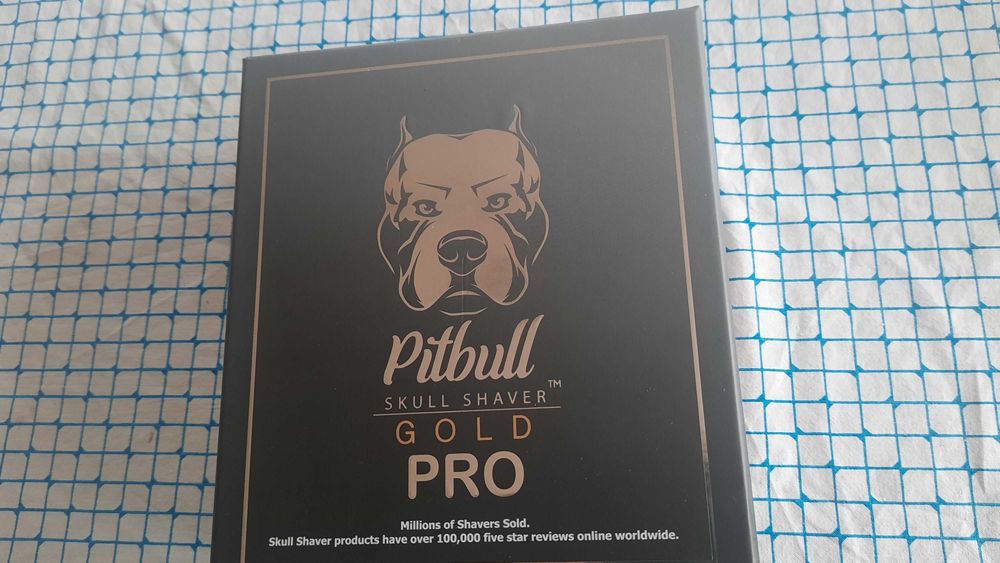 Pitbull
SKULL SHAVER™
GOLD
PRO
Millions of Shavers Sold.
Skull Shaver products have over 100,000 five star reviews online worldwide.